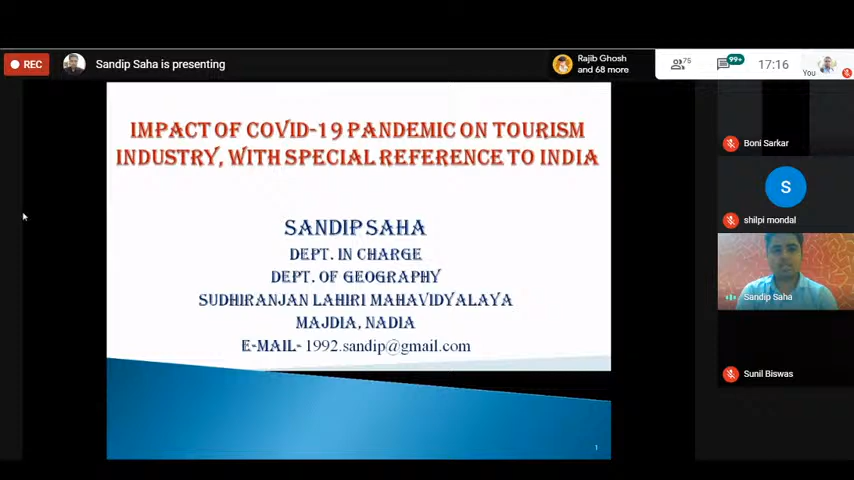 REC
Sandip Saha is presenting
Rajib Ghosh
and 68 more
75
99+
17:16
You
IMPACT OF COVID-19 PANDEMIC ON TOURISM
INDUSTRY, WITH SPECIAL REFERENCE TO INDIA
SANDIP SAHA
DEPT. IN CHARGE
DEPT. OF GEOGRAPHY
SUDHIRANJAN LAHIRI MAHAVIDYALAYA
MAJDIA, NADIA
E-MAIL- 1992.sandip@gmail.com
1
Boni Sarkar
S
shilpi mondal
Sandip Saha
Sunil Biswas